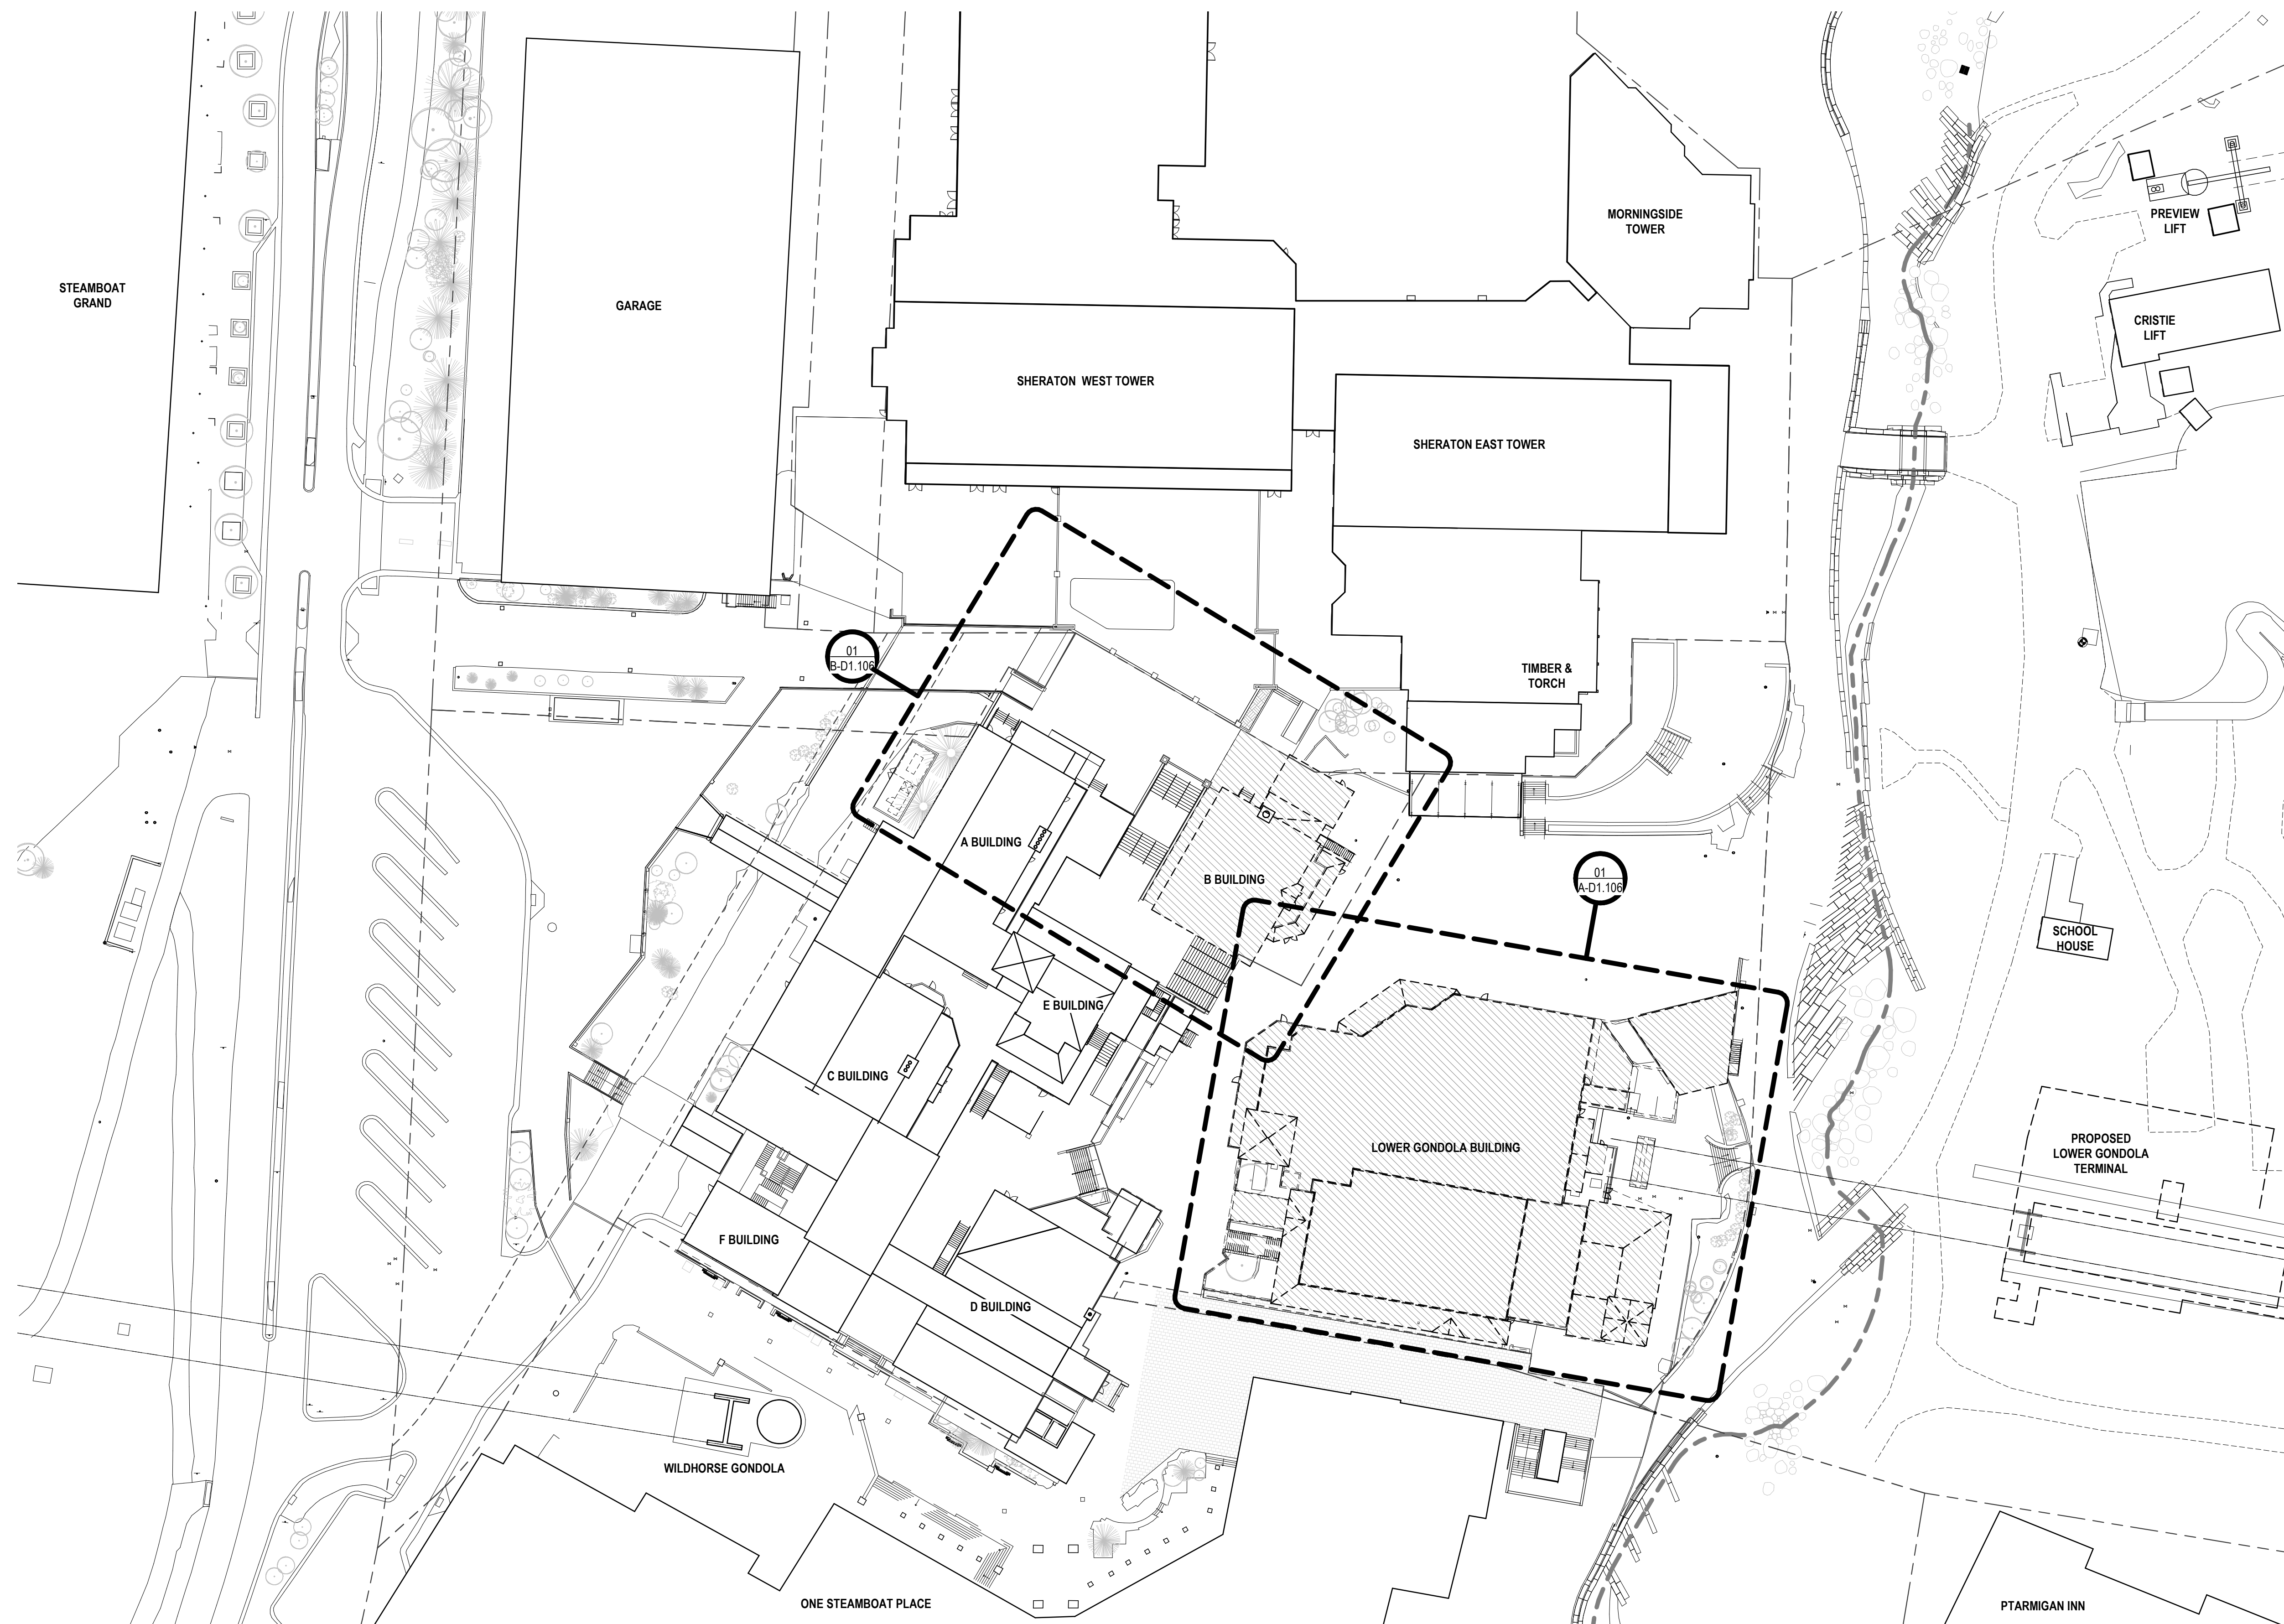 MORNINGSIDE
TOWER
PREVIEW
LIFT
STEAMBOAT
GRAND
GARAGE
CRISTIE
LIFT
SHERATON WEST TOWER
SHERATON EAST TOWER
01
B-D1.106
TIMBER &
TORCH
A BUILDING
B BUILDING
01
A-D1.106
SCHOOL
HOUSE
E BUILDING
C BUILDING
LOWER GONDOLA BUILDING
PROPOSED
LOWER GONDOLA
TERMINAL
F BUILDING
D BUILDING
WILDHORSE GONDOLA
ONE STEAMBOAT PLACE
PTARMIGAN INN